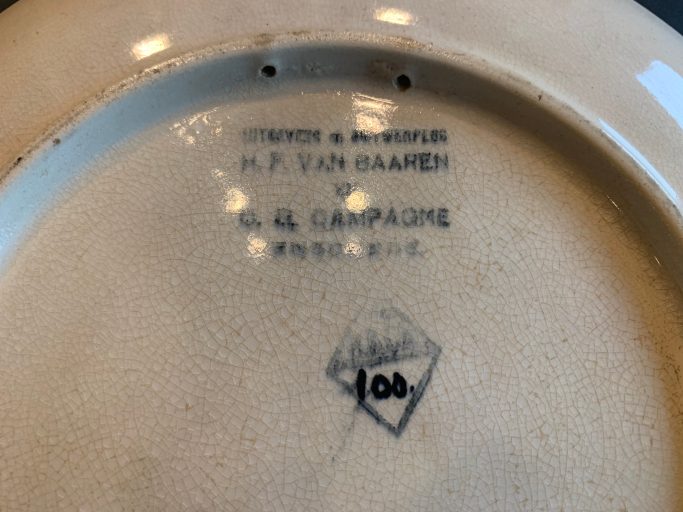 UITGEVERS en ONTWERPERS
H. F. VAN BAAREN
G. G. CAMPAGNE
ENSCHEDE.
100.